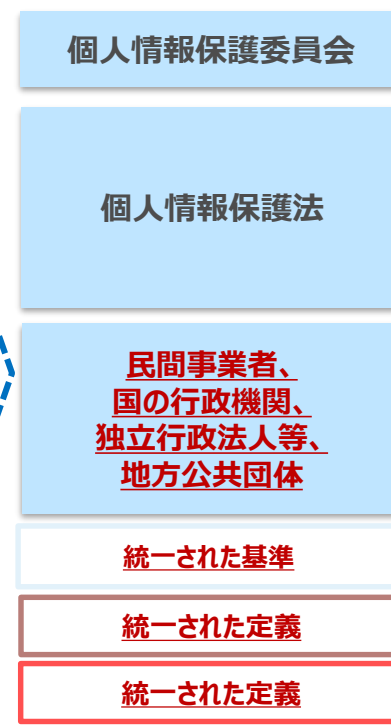 個人情報保護委員会
個人情報保護法
民間事業者、
国の行政機関、
独立行政法人等、
地方公共団体
統一された基準
統一された定義
統一された定義